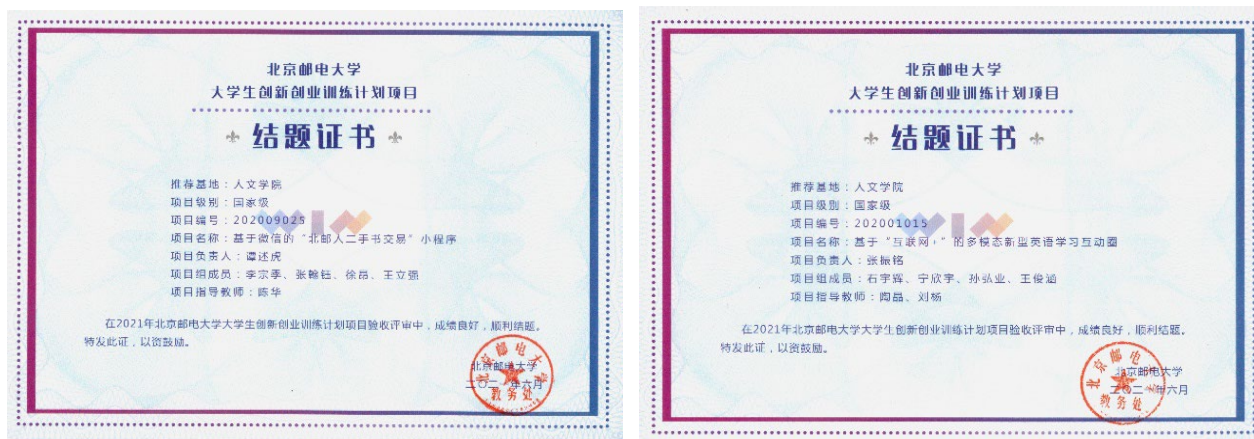 北京邮电大学
大学生创新创业训练计划项目
结题证书
推荐基地：人文学院
项目级别：国家级
项目编号：202009025
项目名称：基于微信的“北邮人二手书交易”小程序
项目负责人：谭述虎
项目组成员：李宗季、张翰钰、徐昂、王立强
项目指导教师：陈华
在2021年北京邮电大学大学生创新创业训练计划项目验收评审中，成绩良好，顺利结题。
特发此证，以资鼓励。
北京邮电大学
二〇二一年六月
北京邮电大学
教务处
北京邮电大学
大学生创新创业训练计划项目
结题证书
推荐基地：人文学院
项目级别：国家级
项目编号：202001015
项目名称：基于“互联网+”的多模态新型英语学习互动圈
项目负责人：张振铭
项目组成员：石宇辉、宁欣宇、孙弘业、王俊涵
项目指导教师：陶晶、刘杨
在2021年北京邮电大学大学生创新创业训练计划项目验收评审中，成绩良好，顺利结题。
特发此证，以资鼓励。
北京邮电大学
二〇二一年六月
北京邮电大学
教务处